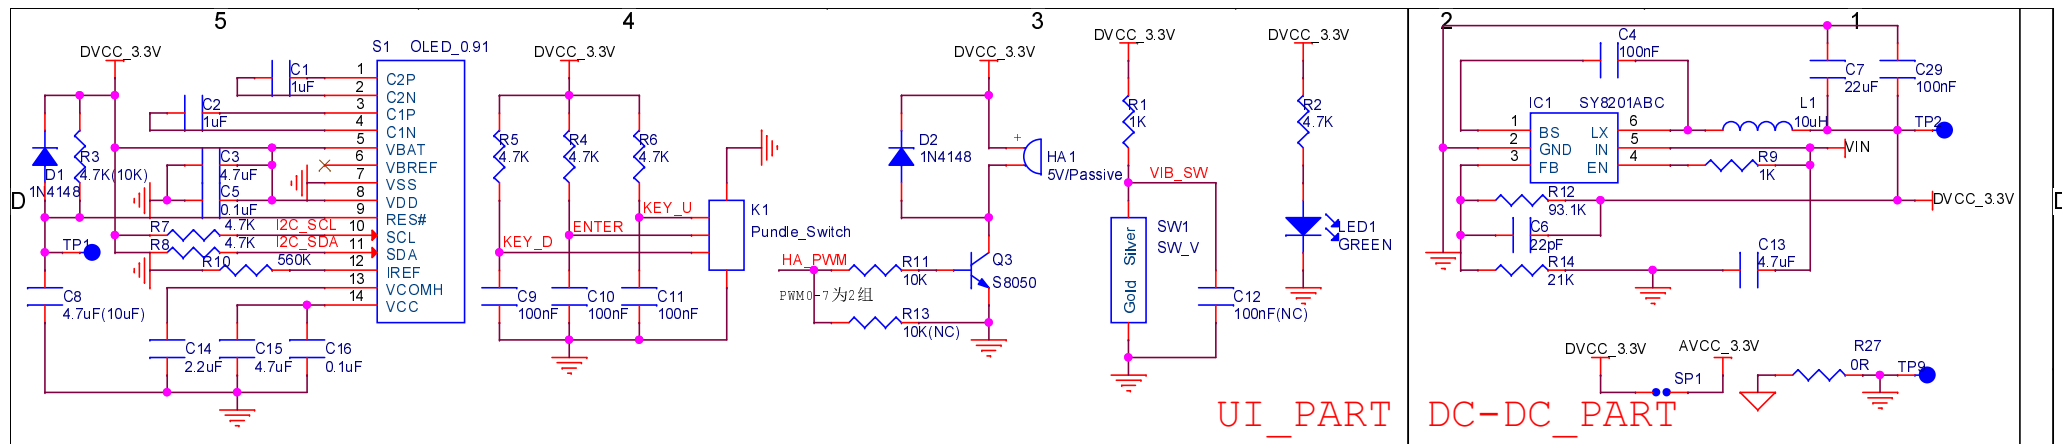 5
4
3
2
1
D
DVCC_3.3V
S1 OLED_0.91
DVCC_3.3V
DVCC_3.3V
DVCC_3.3V
DVCC_3.3V
C1
1uF
C2
1uF
R3
4.7K(10K)
D1
1N4148
C3
4.7uF
C5
0.1uF
R7
4.7K
I2C_SCL
R8
4.7K
I2C_SDA
R10
560K
TP1
C8
4.7uF(10uF)
C14
2.2uF
C15
4.7uF
C16
0.1uF
1 C2P
2 C2N
3 C1P
4 C1N
5 VBAT
6 VBREF
7 VSS
8 VDD
9 RES#
10 SCL
11 SDA
12 IREF
13 VCOMH
14 VCC
R5
4.7K
R4
4.7K
R6
4.7K
KEY_U
ENTER
KEY_D
K1
Pundle_Switch
C9
100nF
C10
100nF
C11
100nF
D2
1N4148
+
HA1
5V/Passive
HA_PWM
PWM0-7为2组
R11
10K
R13
10K(NC)
Q3
S8050
R1
1K
VIB_SW
SW1
SW_V
Gold Silver
C12
100nF(NC)
R2
4.7K
LED1
GREEN
UI_PART
C4
100nF
IC1
SY8201ABC
1 BS
2 GND
3 FB
LX 6
IN 5
EN 4
L1
10uH
C7
22uF
C29
100nF
TP2
VIN
R9
1K
R12
93.1K
C6
22pF
R14
21K
C13
4.7uF
DVCC_3.3V
DVCC_3.3V
AVCC_3.3V
SP1
R27
0R
TP9
DC-DC_PART